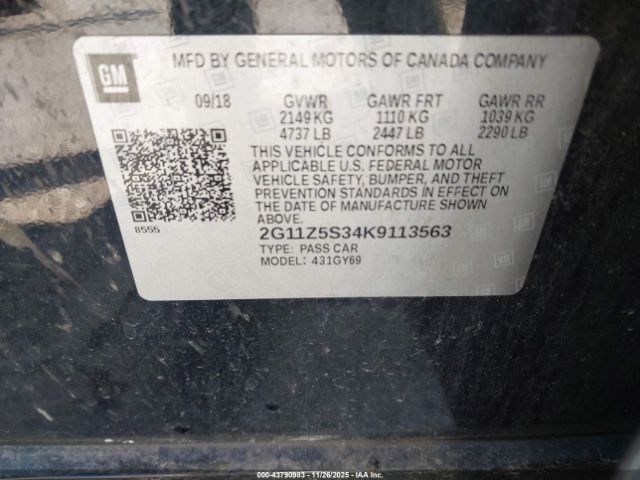 GM
MFD BY GENERAL MOTORS OF CANADA COMPANY
09/18 GVWR GAWR FRT GAWR RR
2149 KG 1110 KG 1039 KG
4737 LB 2447 LB 2290 LB
THIS VEHICLE CONFORMS TO ALL
APPLICABLE U.S. FEDERAL MOTOR
VEHICLE SAFETY, BUMPER, AND THEFT
PREVENTION STANDARDS IN EFFECT ON
THE DATE OF MANUFACTURE SHOWN
ABOVE.
8555
2G11Z5S34K9113563
TYPE: PASS CAR
MODEL: 431GY69
000-43790983 | 11/26/2025 - IAA Inc. |